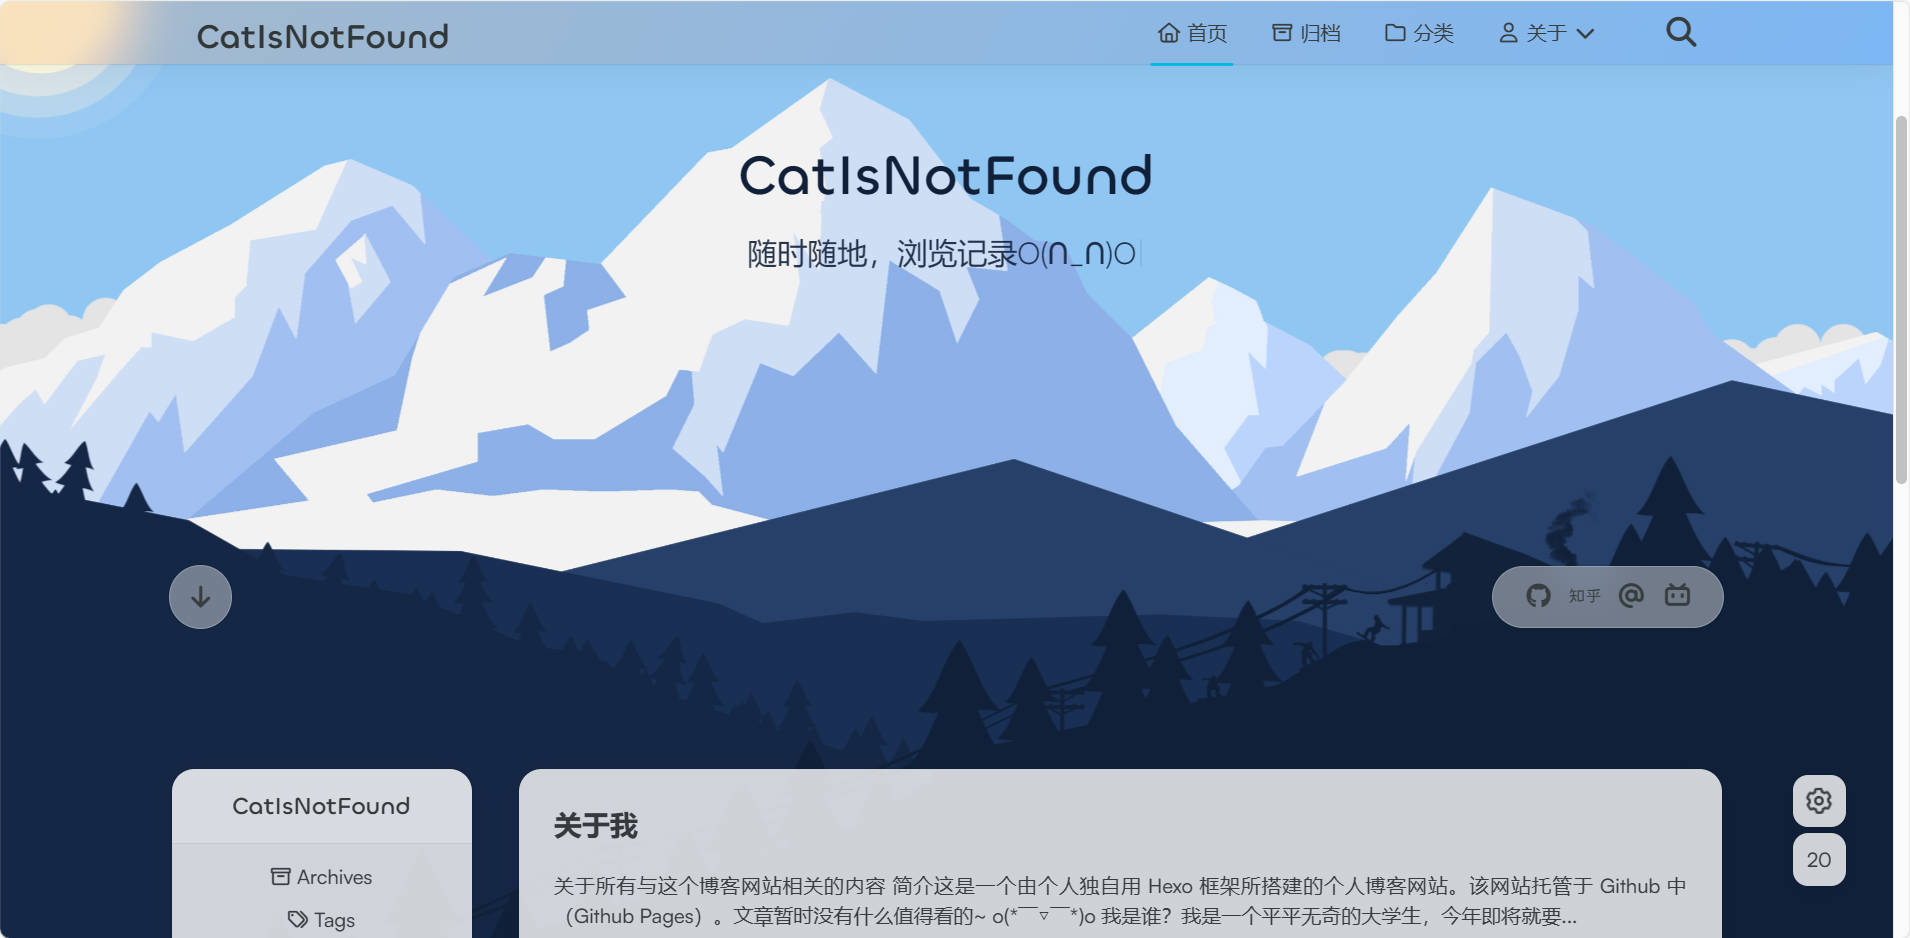 CatIsNotFound
首页 归档 分类 关于
CatIsNotFound
随时随地，浏览记录O(∩_∩)O
知乎
CatIsNotFound
Archives
Tags
关于我
关于所有与这个博客网站相关的内容 简介这是一个由个人独自用 Hexo 框架所搭建的个人博客网站。该网站托管于 Github 中
（Github Pages）。文章暂时没有什么值得看的~ o(*￣▽￣*)o 我是谁？我是一个平平无奇的大学生，今年即将就要...
20